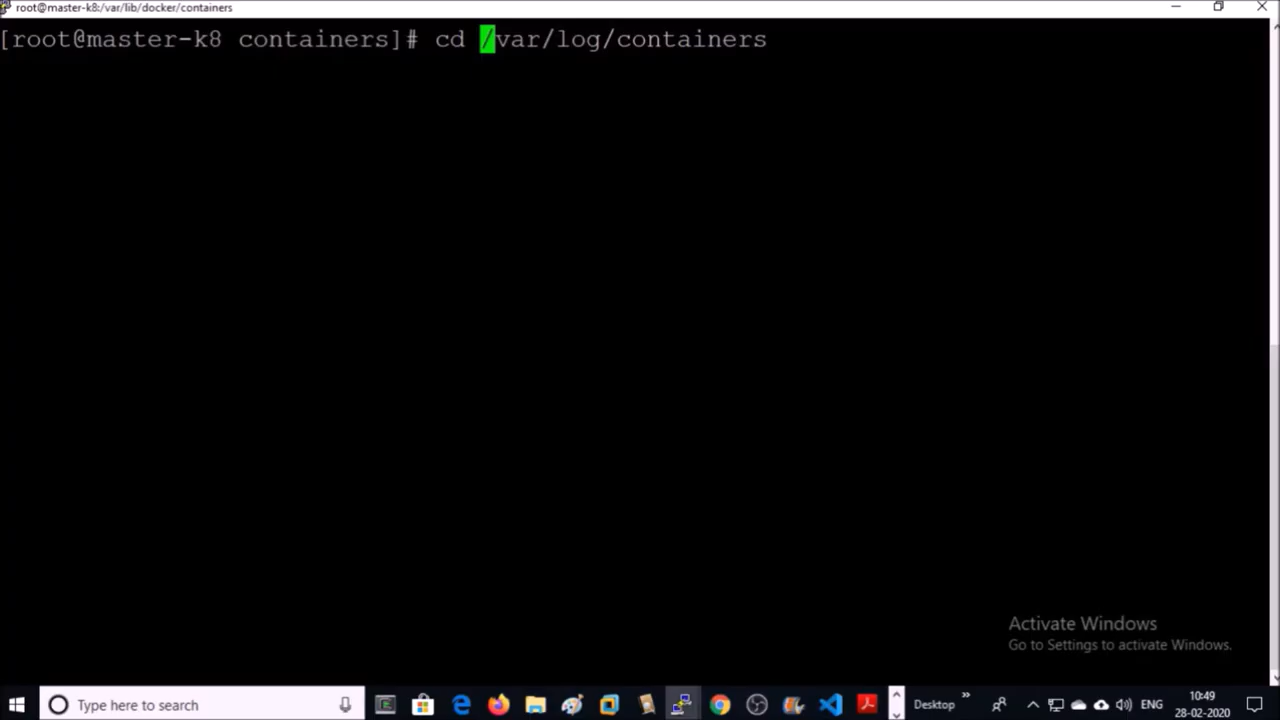 root@master-k8:/var/lib/docker/containers
[root@master-k8 containers]# cd /var/log/containers
Activate Windows
Go to Settings to activate Windows.
Type here to search
Desktop
ENG
10:49
28-02-2020